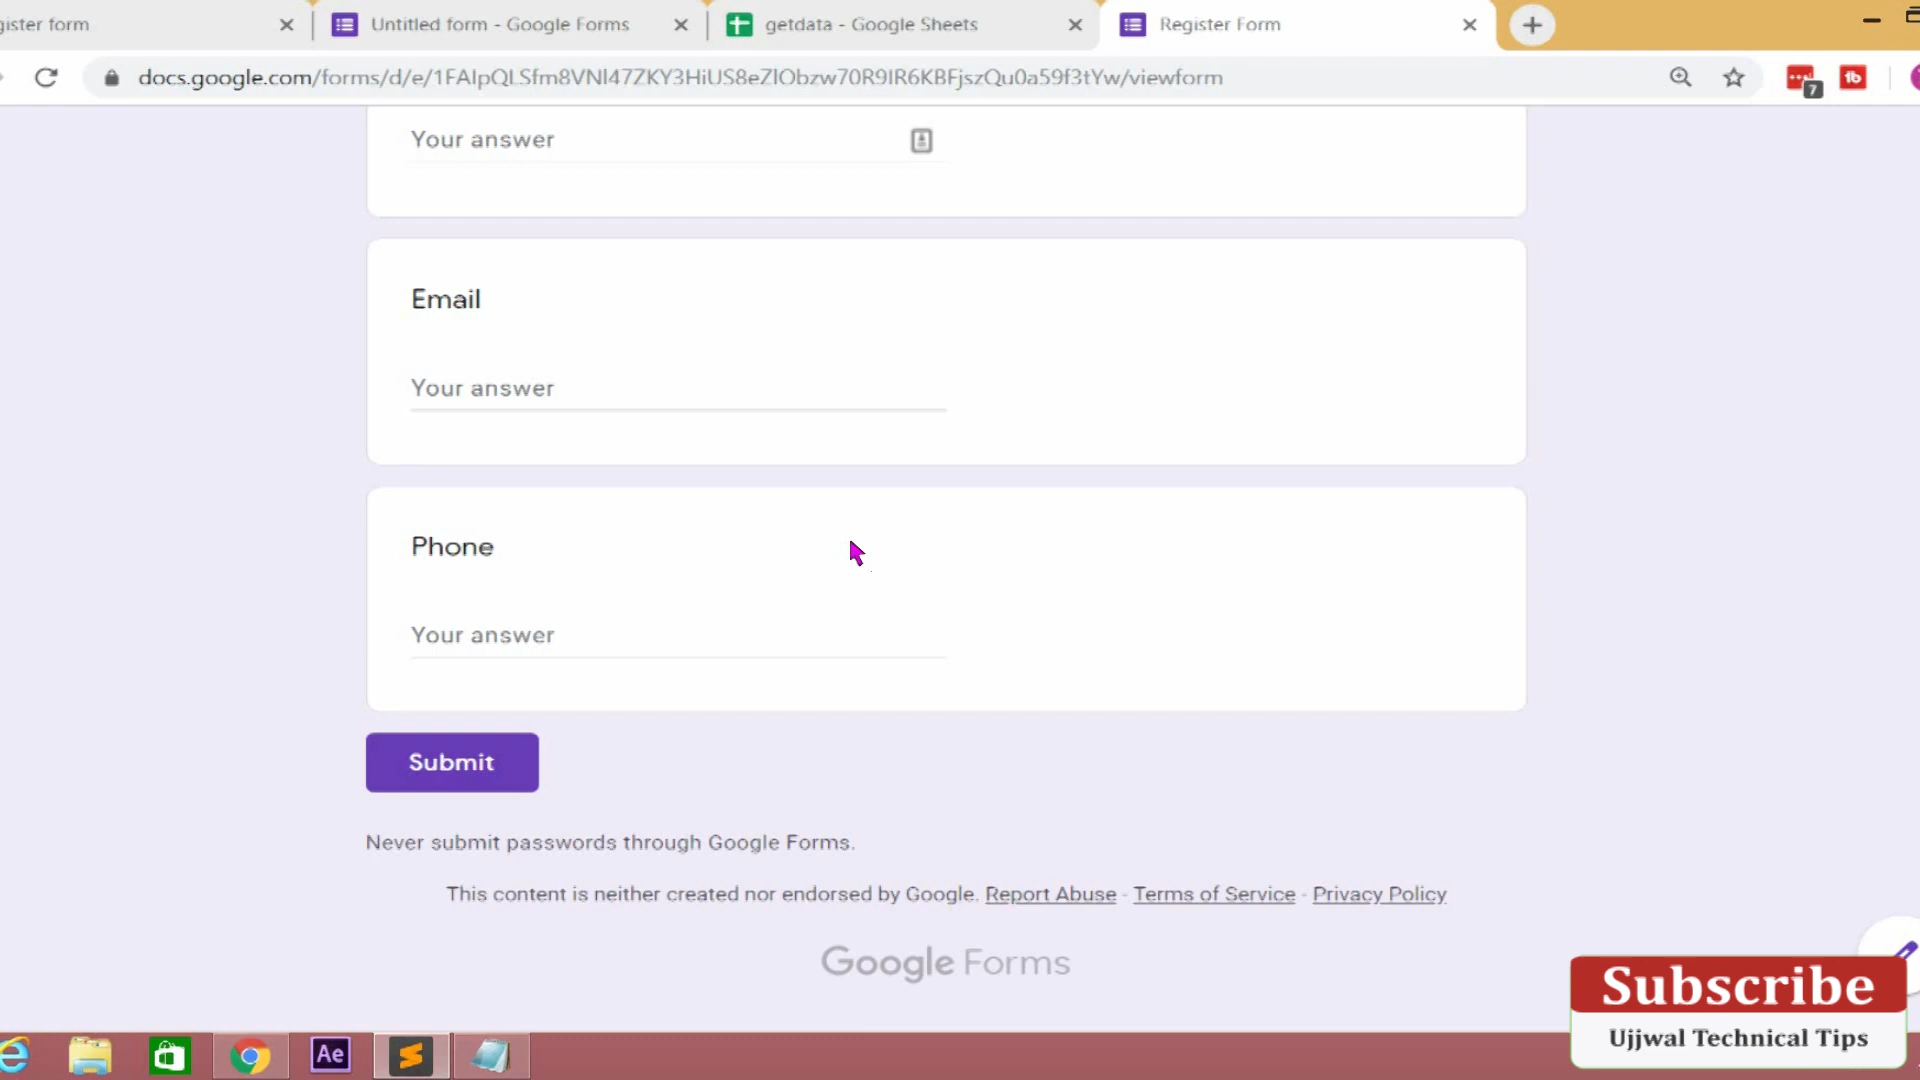 gister form
Untitled form - Google Forms
getdata - Google Sheets
Register Form
docs.google.com/forms/d/e/1FAIpQLSfm8VNl47ZKY3HiUS8eZlObzw70R9IR6KBFjszQu0a59f3tYw/viewform
7
Your answer
Email
Your answer
Phone
Your answer
Submit
Never submit passwords through Google Forms.
This content is neither created nor endorsed by Google. Report Abuse - Terms of Service - Privacy Policy
Google Forms
Subscribe
Ujjwal Technical Tips
Ae